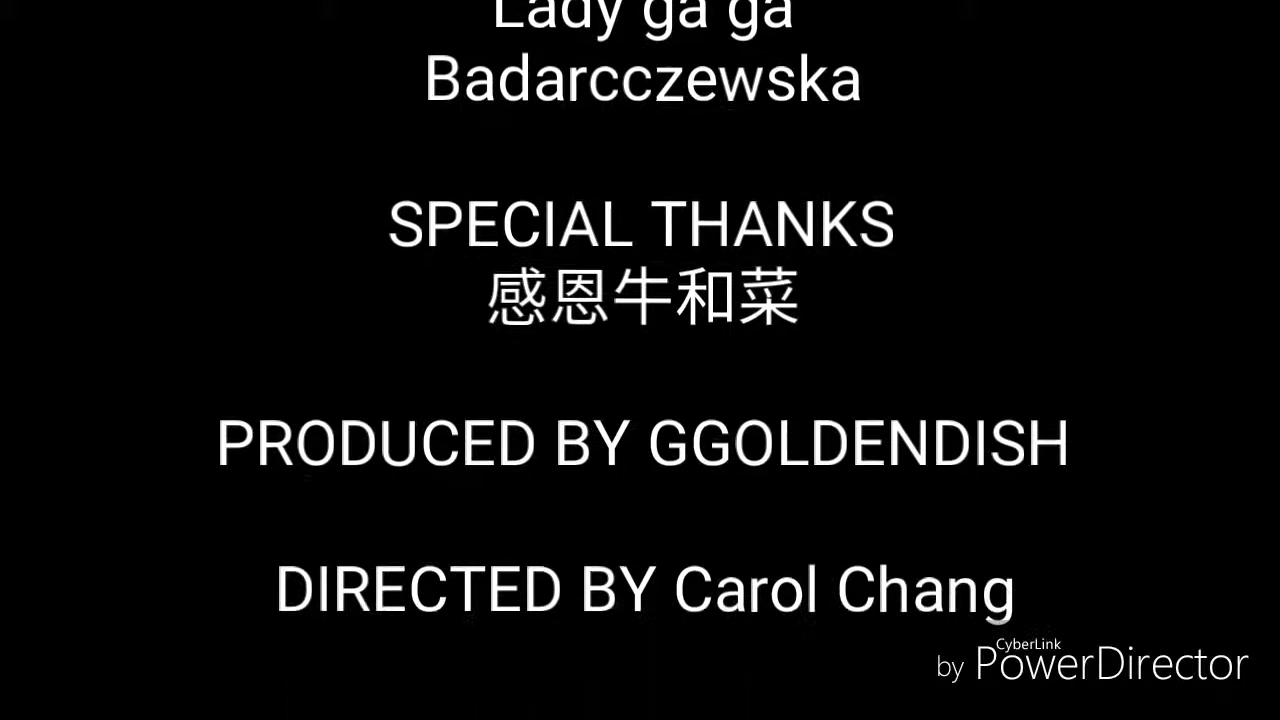 Lady ga ga
Badarcczewska
SPECIAL THANKS
感恩牛和菜
PRODUCED BY GGOLDENDISH
DIRECTED BY Carol Chang
CyberLink
by PowerDirector